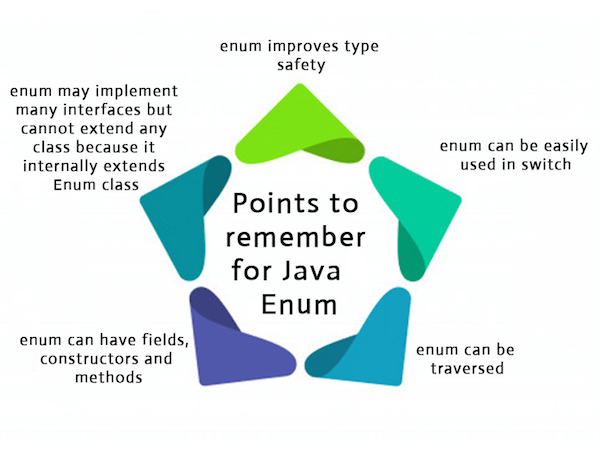 enum improves type
safety
enum may implement
many interfaces but
cannot extend any
class because it
internally extends
Enum class
enum can be easily
used in switch
Points to
remember
for Java
Enum
enum can have fields,
constructors and
methods
enum can be
traversed